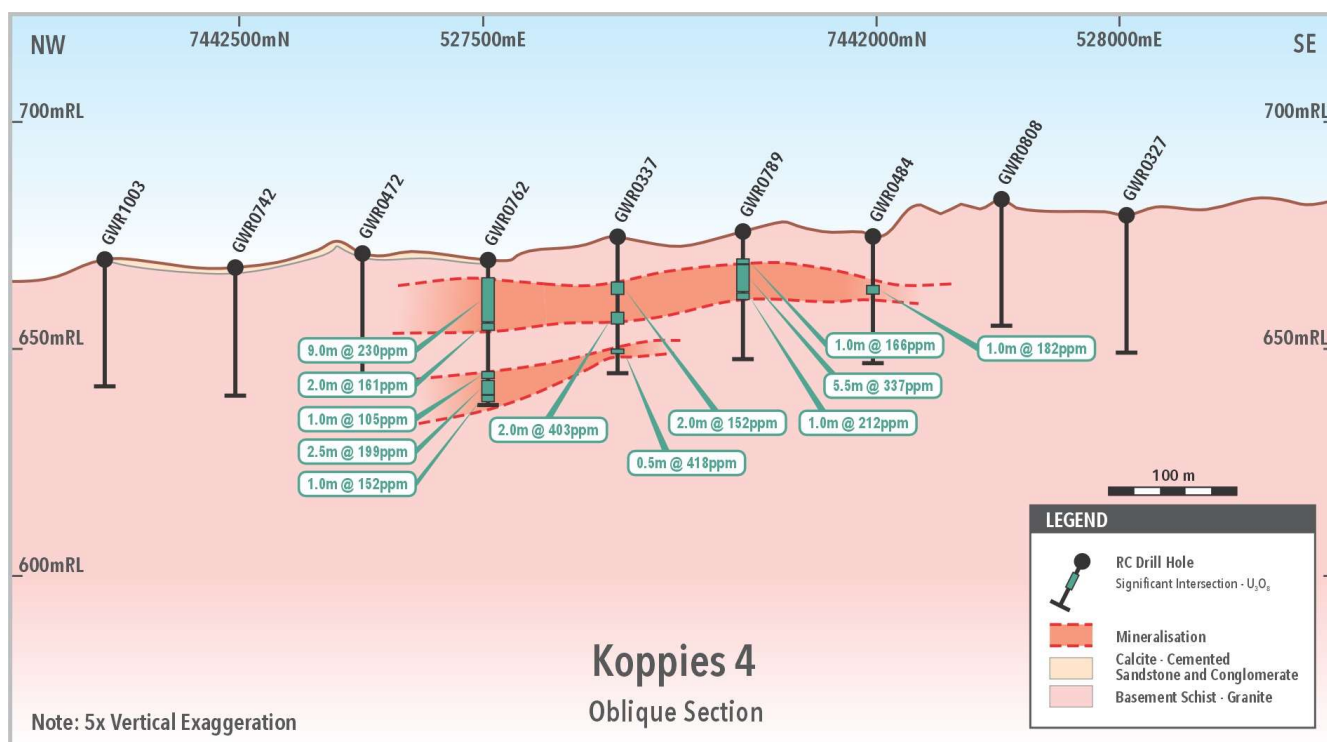 NW
7442500mN
527500mE
7442000mN
528000mE
SE
700mRL
700mRL
GWR1003
GWR0742
GWR0472
GWR0762
GWR0337
GWR0789
GWR0484
GWR0808
GWR0327
650mRL
650mRL
9.0m @ 230ppm
2.0m @ 161ppm
1.0m @ 105ppm
2.5m @ 199ppm
1.0m @ 152ppm
2.0m @ 403ppm
2.0m @ 152ppm
0.5m @ 418ppm
1.0m @ 166ppm
5.5m @ 337ppm
1.0m @ 212ppm
1.0m @ 182ppm
100 m
600mRL
LEGEND
RC Drill Hole
Significant Intersection - U₃O₈
Mineralisation
Calcite - Cemented
Sandstone and Conglomerate
Basement Schist - Granite
Koppies 4
Oblique Section
Note: 5x Vertical Exaggeration